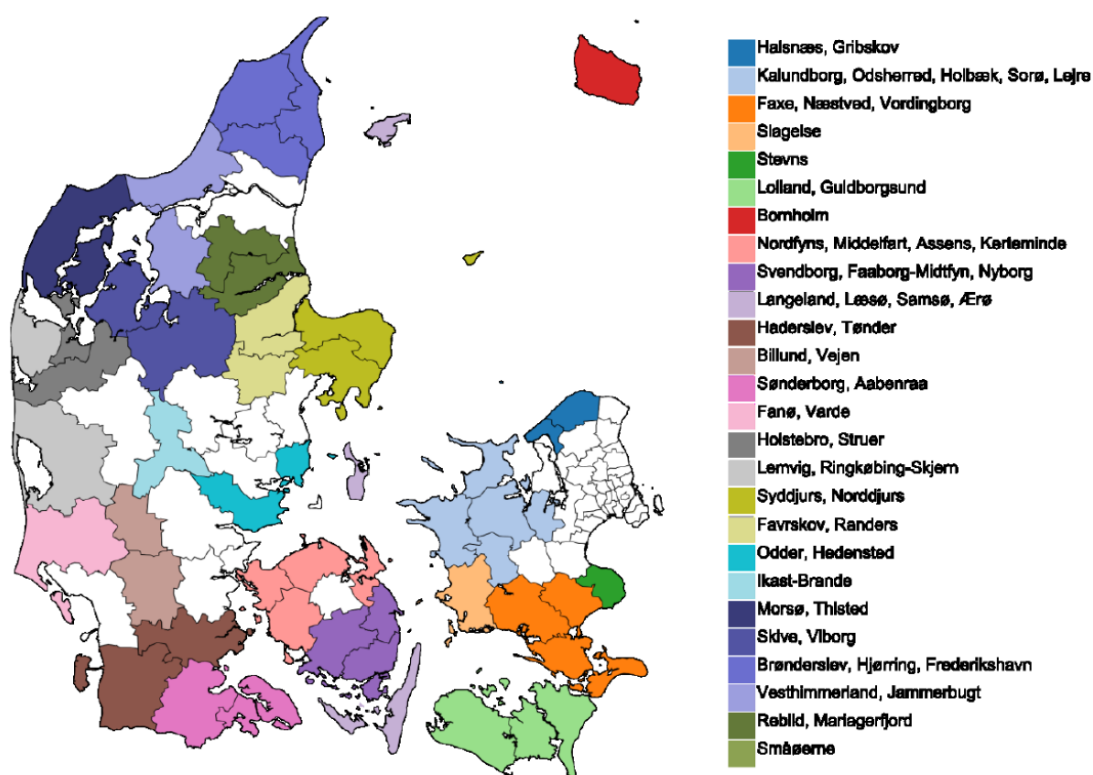 Halsnæs, Gribskov
Kalundborg, Odsherred, Holbæk, Sorø, Lejre
Faxe, Næstved, Vordingborg
Slagelse
Stevns
Lolland, Guldborgsund
Bornholm
Nordfyns, Middelfart, Assens, Kerteminde
Svendborg, Faaborg-Midtfyn, Nyborg
Langeland, Læsø, Samsø, Ærø
Haderslev, Tønder
Billund, Vejen
Sønderborg, Aabenraa
Fanø, Varde
Holstebro, Struer
Lemvig, Ringkøbing-Skjern
Syddjurs, Norddjurs
Favrskov, Randers
Odder, Hedensted
Ikast-Brande
Morsø, Thisted
Skive, Viborg
Brønderslev, Hjørring, Frederikshavn
Vesthimmerland, Jammerbugt
Rebild, Mariagerfjord
Småøerne